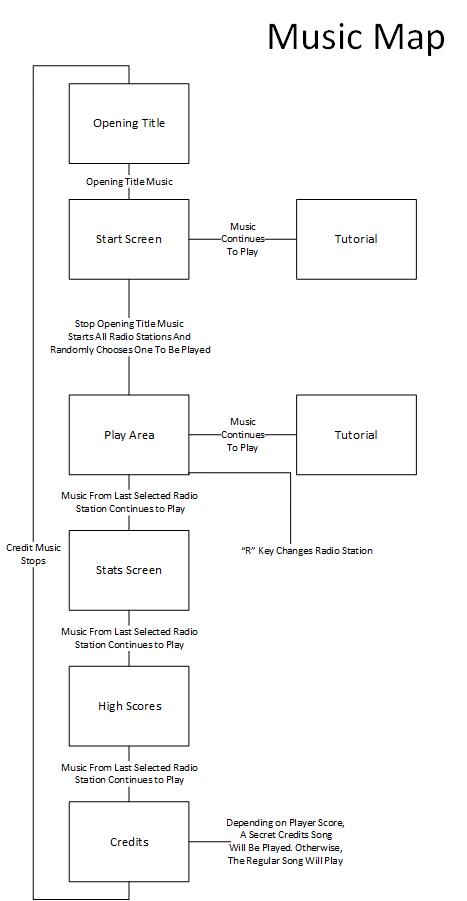 Music Map
Opening Title
Opening Title Music
Start Screen
Music
Continues
To Play
Tutorial
Stop Opening Title Music
Starts All Radio Stations And
Randomly Chooses One To Be Played
Play Area
Music
Continues
To Play
Tutorial
Music From Last Selected Radio
Station Continues to Play
“R” Key Changes Radio Station
Credit Music
Stops
Stats Screen
Music From Last Selected Radio
Station Continues to Play
High Scores
Music From Last Selected Radio
Station Continues to Play
Credits
Depending on Player Score,
A Secret Credits Song
Will Be Played. Otherwise,
The Regular Song Will Play